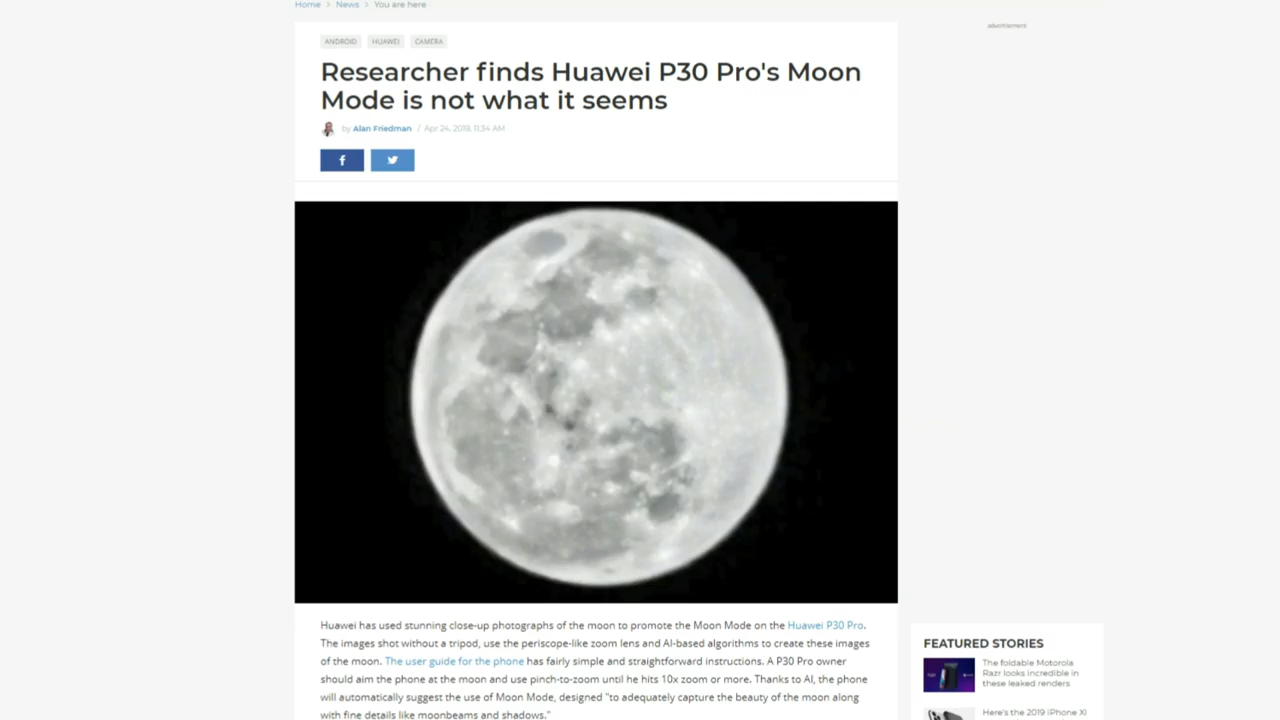 Home > News > You are here
advertisement
ANDROID HUAWEI CAMERA
Researcher finds Huawei P30 Pro's Moon
Mode is not what it seems
by Alan Friedman / Apr 24, 2019, 11:34 AM
Huawei has used stunning close-up photographs of the moon to promote the Moon Mode on the Huawei P30 Pro.
The images shot without a tripod, use the periscope-like zoom lens and AI-based algorithms to create these images
of the moon. The user guide for the phone has fairly simple and straightforward instructions. A P30 Pro owner
should aim the phone at the moon and use pinch-to-zoom until he hits 10x zoom or more. Thanks to AI, the phone
will automatically suggest the use of Moon Mode, designed "to adequately capture the beauty of the moon along
with fine details like moonbeams and shadows."
FEATURED STORIES
The foldable Motorola
Razr looks incredible in
these leaked renders
Here's the 2019 iPhone XI